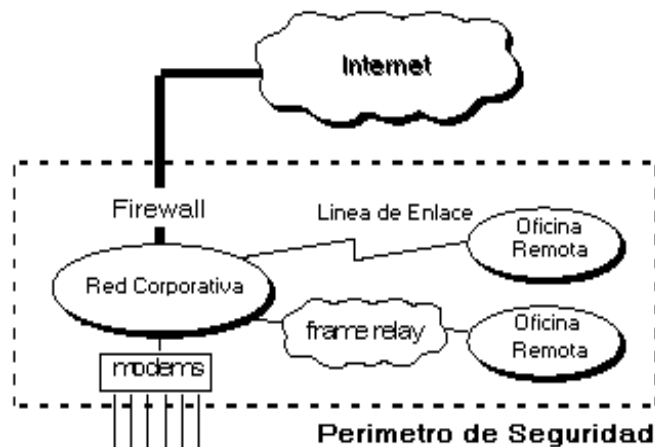 Internet
Firewall
Linea de Enlace
Oficina
Remota
Red Corporativa
frame relay
Oficina
Remota
modems
Perimetro de Seguridad